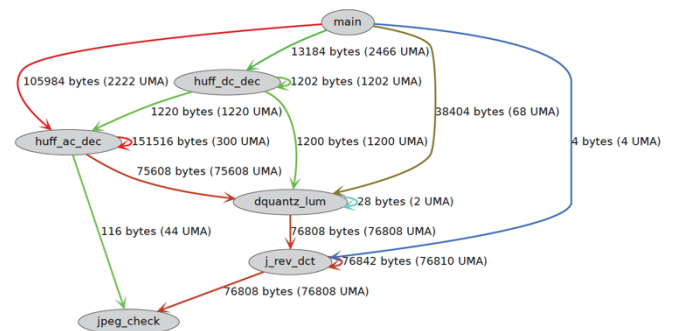 main
13184 bytes (2466 UMA)
105984 bytes (2222 UMA)
huff_dc_dec
1202 bytes (1202 UMA)
1220 bytes (1220 UMA)
38404 bytes (68 UMA)
huff_ac_dec
151516 bytes (300 UMA)
1200 bytes (1200 UMA)
4 bytes (4 UMA)
75608 bytes (75608 UMA)
dquantz_lum
28 bytes (2 UMA)
116 bytes (44 UMA)
76808 bytes (76808 UMA)
j_rev_dct
76842 bytes (76810 UMA)
76808 bytes (76808 UMA)
jpeg_check